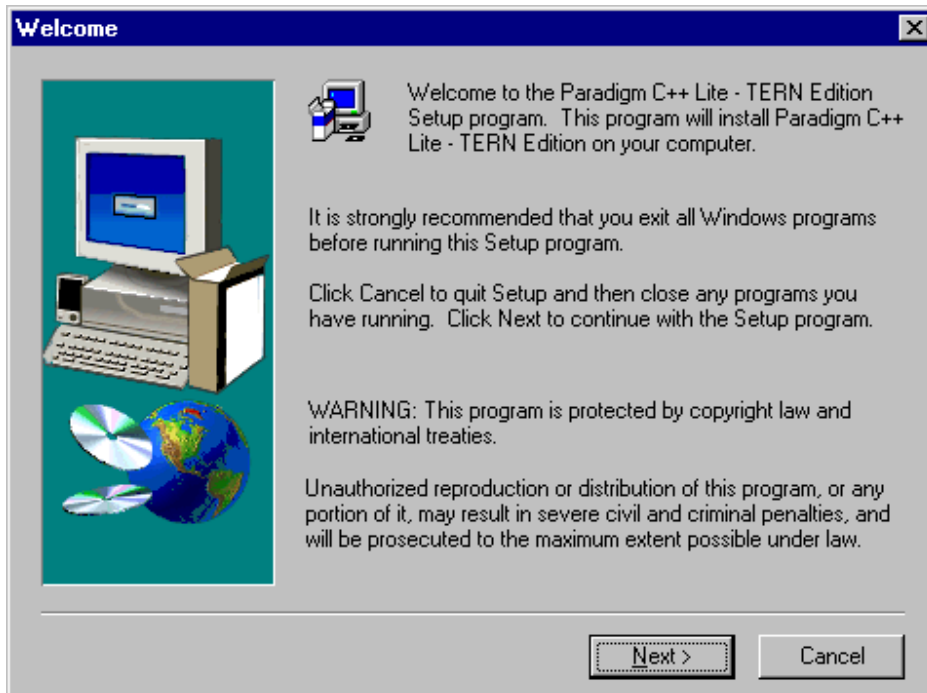 Welcome
Welcome to the Paradigm C++ Lite - TERN Edition
Setup program.  This program will install Paradigm C++
Lite - TERN Edition on your computer.
It is strongly recommended that you exit all Windows programs
before running this Setup program.
Click Cancel to quit Setup and then close any programs you
have running.  Click Next to continue with the Setup program.
WARNING: This program is protected by copyright law and
international treaties.
Unauthorized reproduction or distribution of this program, or any
portion of it, may result in severe civil and criminal penalties, and
will be prosecuted to the maximum extent possible under law.
Next >
Cancel